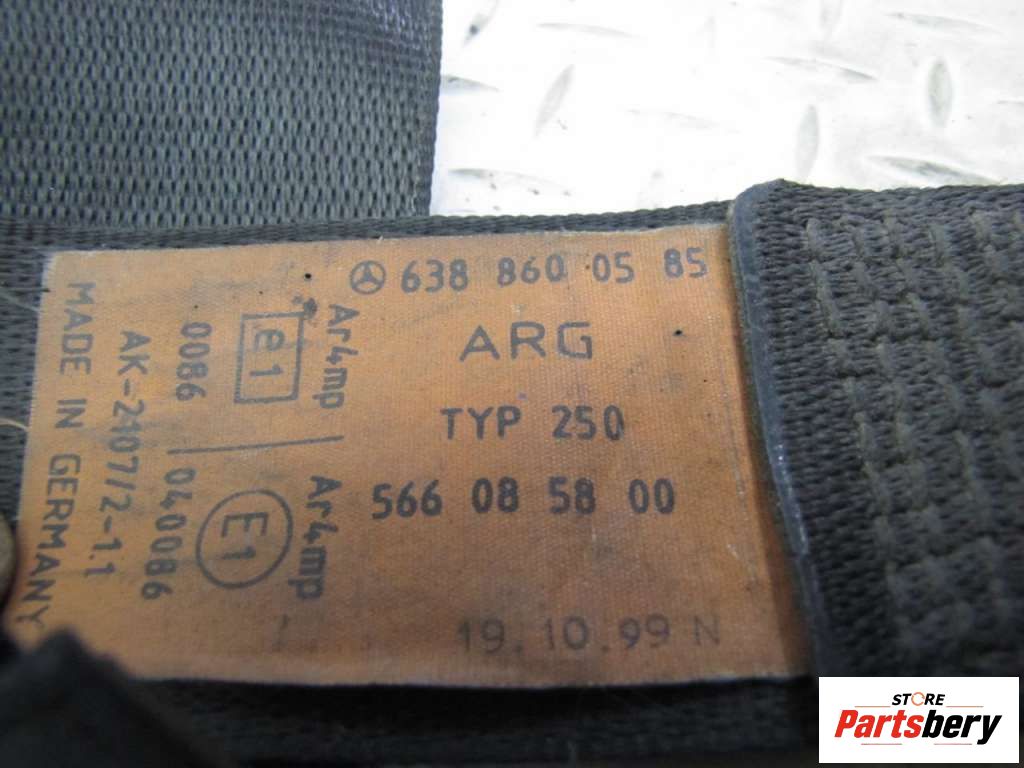 638 860 05 85
ARG
TYP 250
566 08 58 00
19.10.99 N
Ar4mp | Ar4mp
e1 E1
0086 | 040086
AK-2107/2-1.1
MADE IN GERMANY
STORE
Partsbery